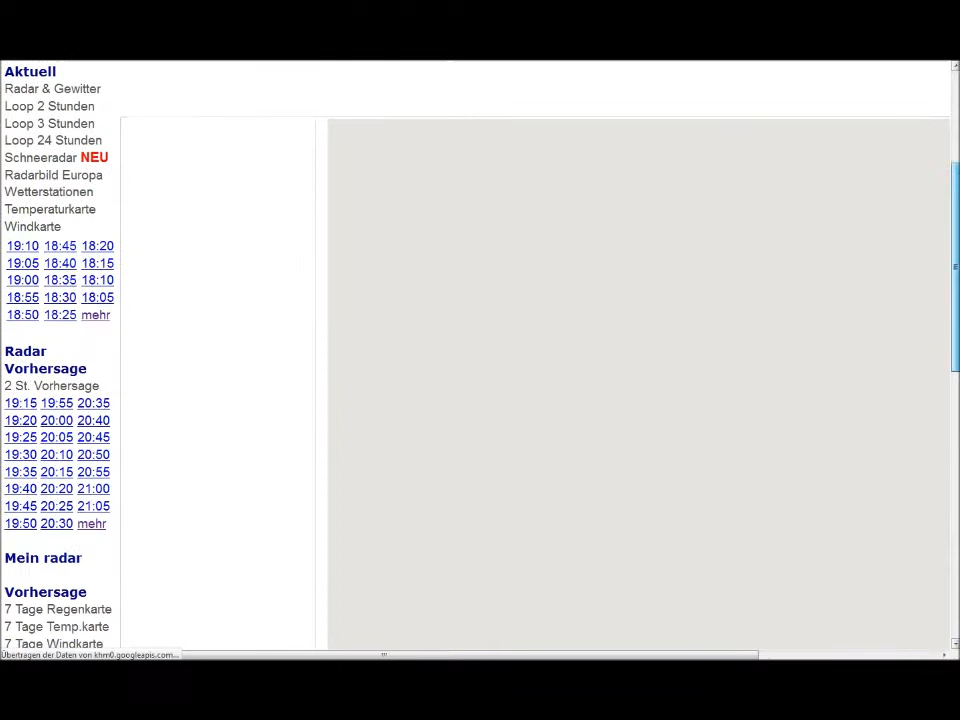 Aktuell
Radar & Gewitter
Loop 2 Stunden
Loop 3 Stunden
Loop 24 Stunden
Schneeradar NEU
Radarbild Europa
Wetterstationen
Temperaturkarte
Windkarte
19:10 18:45 18:20
19:05 18:40 18:15
19:00 18:35 18:10
18:55 18:30 18:05
18:50 18:25 mehr
Radar
Vorhersage
2 St. Vorhersage
19:15 19:55 20:35
19:20 20:00 20:40
19:25 20:05 20:45
19:30 20:10 20:50
19:35 20:15 20:55
19:40 20:20 21:00
19:45 20:25 21:05
19:50 20:30 mehr
Mein radar
Vorhersage
7 Tage Regenkarte
7 Tage Temp.karte
7 Tage Windkarte
Übertragen der Daten von khm0.googleapis.com...